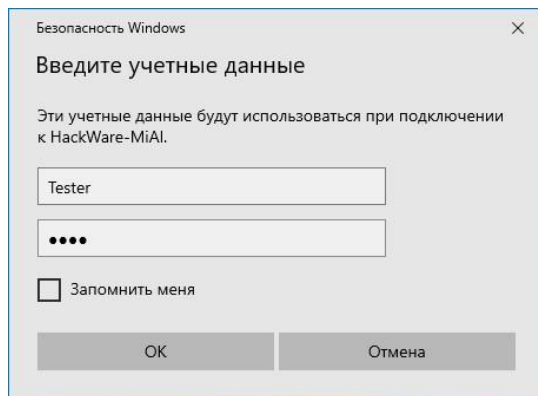 Безопасность Windows
Введите учетные данные
Эти учетные данные будут использоваться при подключении
к HackWare-MiAl.
Tester
••••
Запомнить меня
OK
Отмена